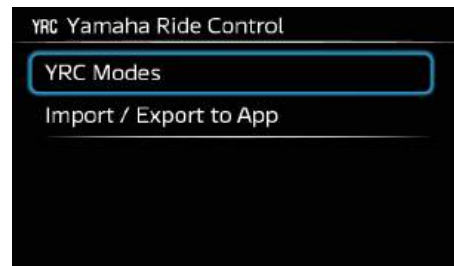 YRC Yamaha Ride Control
YRC Modes
Import / Export to App